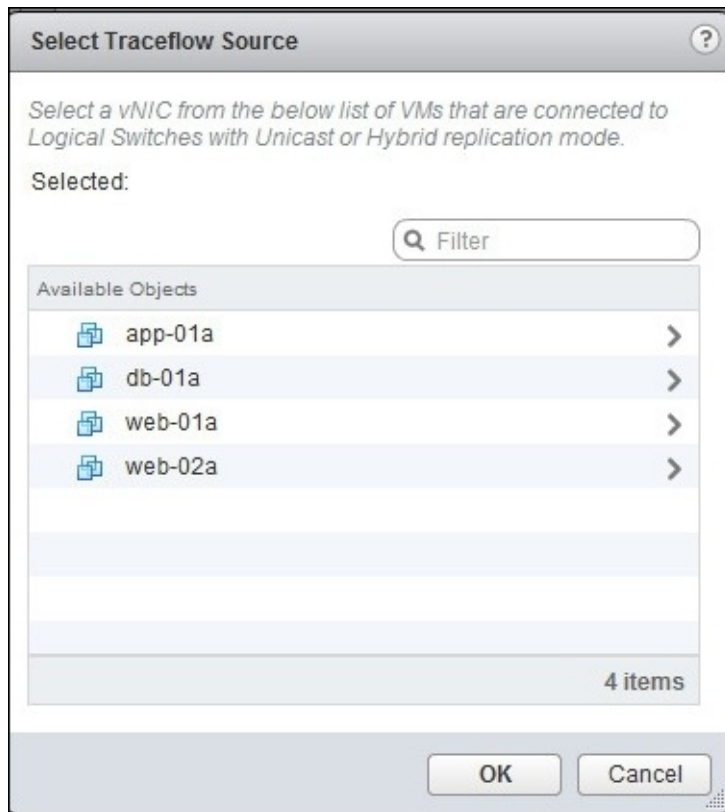 Select Traceflow Source
?
Select a vNIC from the below list of VMs that are connected to
Logical Switches with Unicast or Hybrid replication mode.
Selected:
Filter
Available Objects
app-01a
db-01a
web-01a
web-02a
4 items
OK Cancel